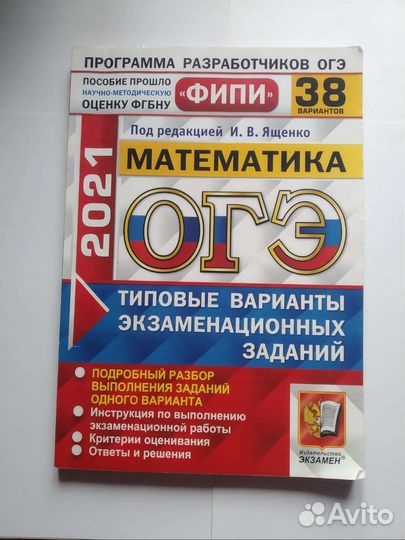 ПРОГРАММА РАЗРАБОТЧИКОВ ОГЭ
ПОСОБИЕ ПРОШЛО
НАУЧНО-МЕТОДИЧЕСКУЮ
ОЦЕНКУ ФГБНУ
«ФИПИ»
38
ВАРИАНТОВ
Под редакцией И. В. Ященко
МАТЕМАТИКА
2021
ОГЭ
ТИПОВЫЕ ВАРИАНТЫ
ЭКЗАМЕНАЦИОННЫХ
ЗАДАНИЙ
• ПОДРОБНЫЙ РАЗБОР
ВЫПОЛНЕНИЯ ЗАДАНИЙ
ОДНОГО ВАРИАНТА
• Инструкция по выполнению
экзаменационной работы
• Критерии оценивания
• Ответы и решения
Издательство
ЭКЗАМЕН®
Avito